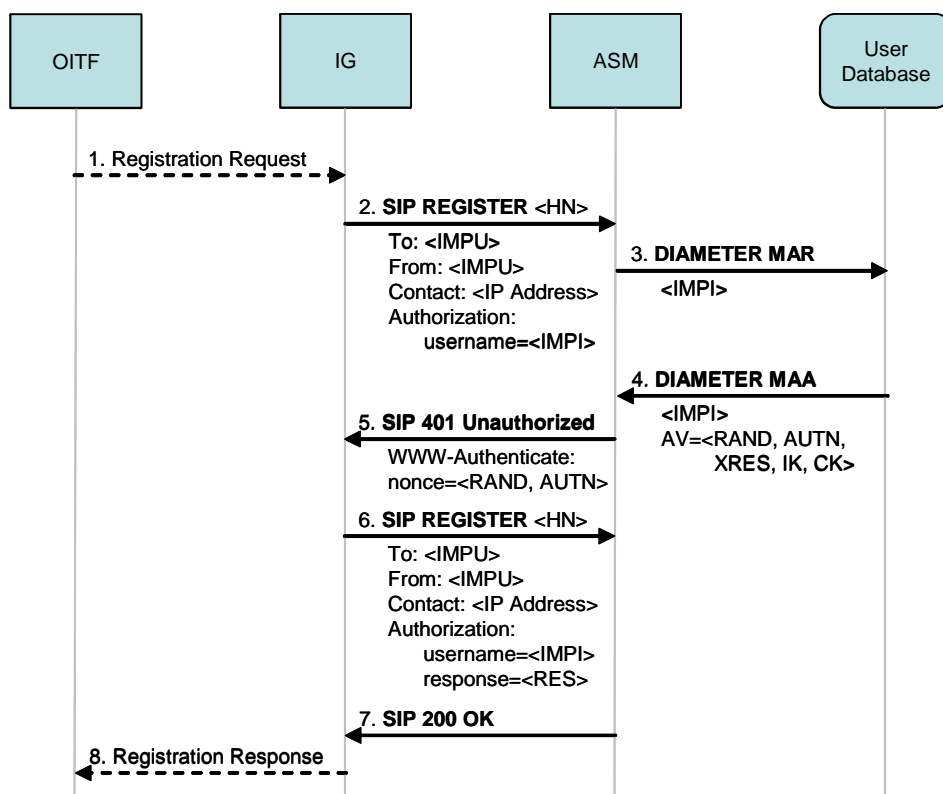 OITF
IG
ASM
User
Database
1. Registration Request
2. SIP REGISTER <HN>
To: <IMPU>
From: <IMPU>
Contact: <IP Address>
Authorization:
username=<IMPI>
3. DIAMETER MAR
<IMPI>
4. DIAMETER MAA
<IMPI>
AV=<RAND, AUTN,
XRES, IK, CK>
5. SIP 401 Unauthorized
WWW-Authenticate:
nonce=<RAND, AUTN>
6. SIP REGISTER <HN>
To: <IMPU>
From: <IMPU>
Contact: <IP Address>
Authorization:
username=<IMPI>
response=<RES>
7. SIP 200 OK
8. Registration Response